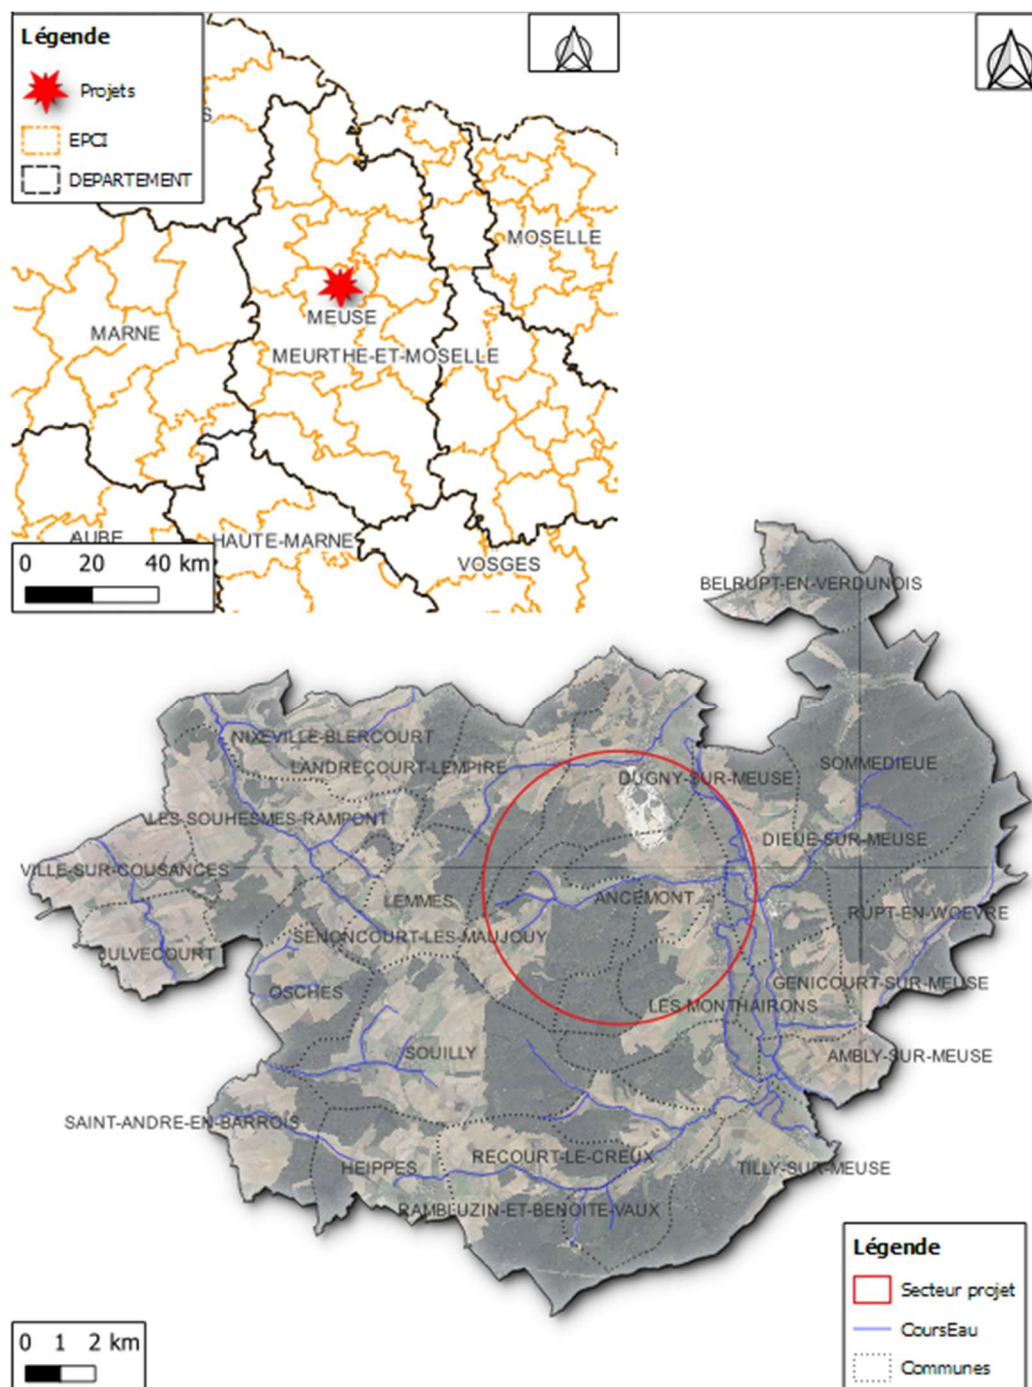 Légende
Projets
EPCI
DEPARTEMENT
S
MOSELLE
MARNE
MEUSE
MEURTHE-ET-MOSELLE
AUBE
HAUTE-MARNE
VOSGES
0 20 40 km
BELRUPT-EN-VERDUNOIS
NIXEVILLE-BLERCOURT
LANDRECOURT-LEMPIRE
DUGNY-SUR-MEUSE
SOMMEDIEUE
LES-SOUHESMES-RAMPONT
DIEUE-SUR-MEUSE
VILLE-SUR-COUSANCES
LEMMES
ANCEMONT
RUPT-EN-WOEVRE
SENONCOURT-LES-MAUJOUY
JULVECOURT
OSCHES
GENICOURT-SUR-MEUSE
LES-MONTHAIRONS
SOUILLY
AMBLY-SUR-MEUSE
SAINT-ANDRE-EN-BARROIS
HEIPPES
RECOURT-LE-CREUX
TILLY-SUR-MEUSE
RAMBLUZIN-ET-BENOITE-VAUX
Légende
Secteur projet
CoursEau
Communes
0 1 2 km